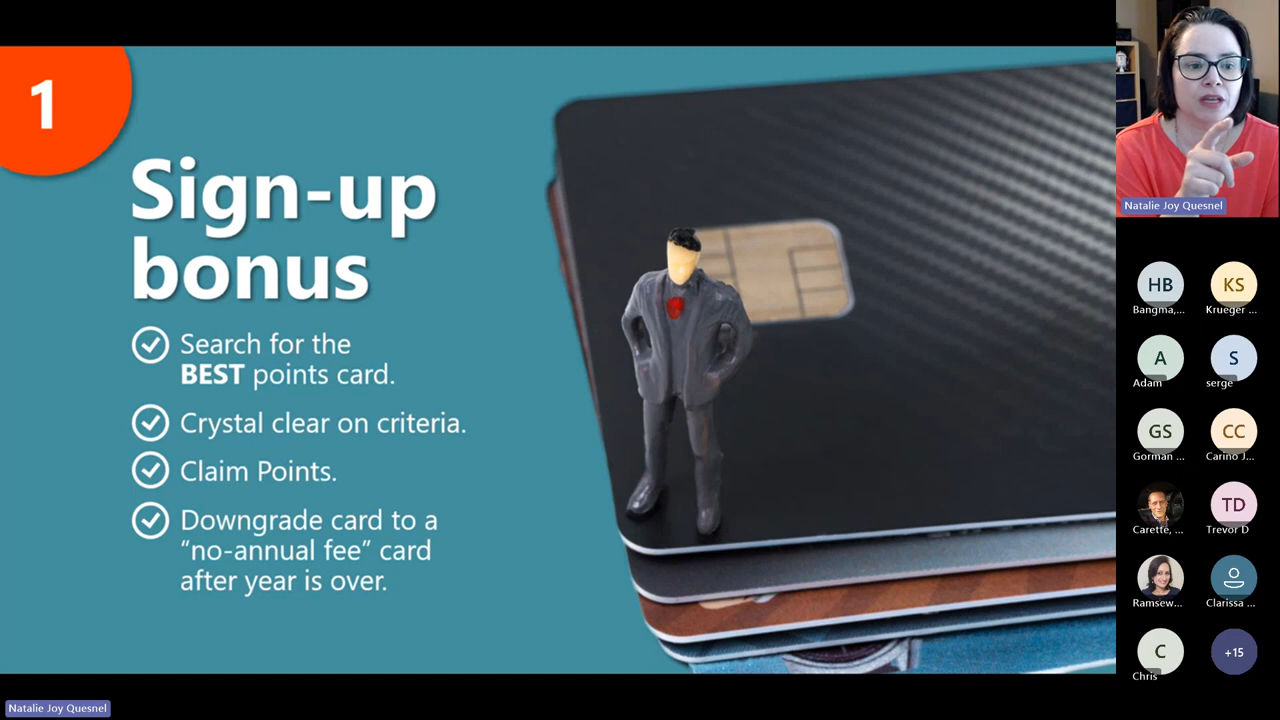 1
Sign-up
bonus
Search for the
BEST points card.
Crystal clear on criteria.
Claim Points.
Downgrade card to a
“no-annual fee” card
after year is over.
Natalie Joy Quesnel
HB
Bangma,...
KS
Krueger ...
A
Adam
S
serge
GS
Gorman ...
CC
Carino J...
Carette, ...
TD
Trevor D
Ramsew...
Clarissa ...
C
Chris
+15
Natalie Joy Quesnel